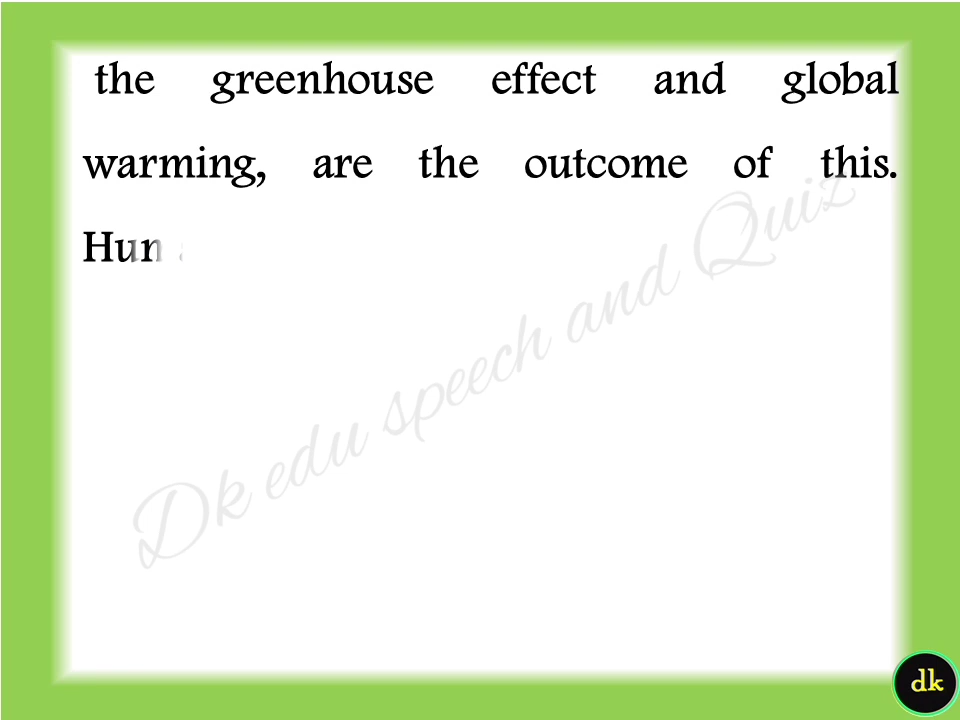 the greenhouse effect and global
warming, are the outcome of this.
Dk edu speech and Quiz
dk